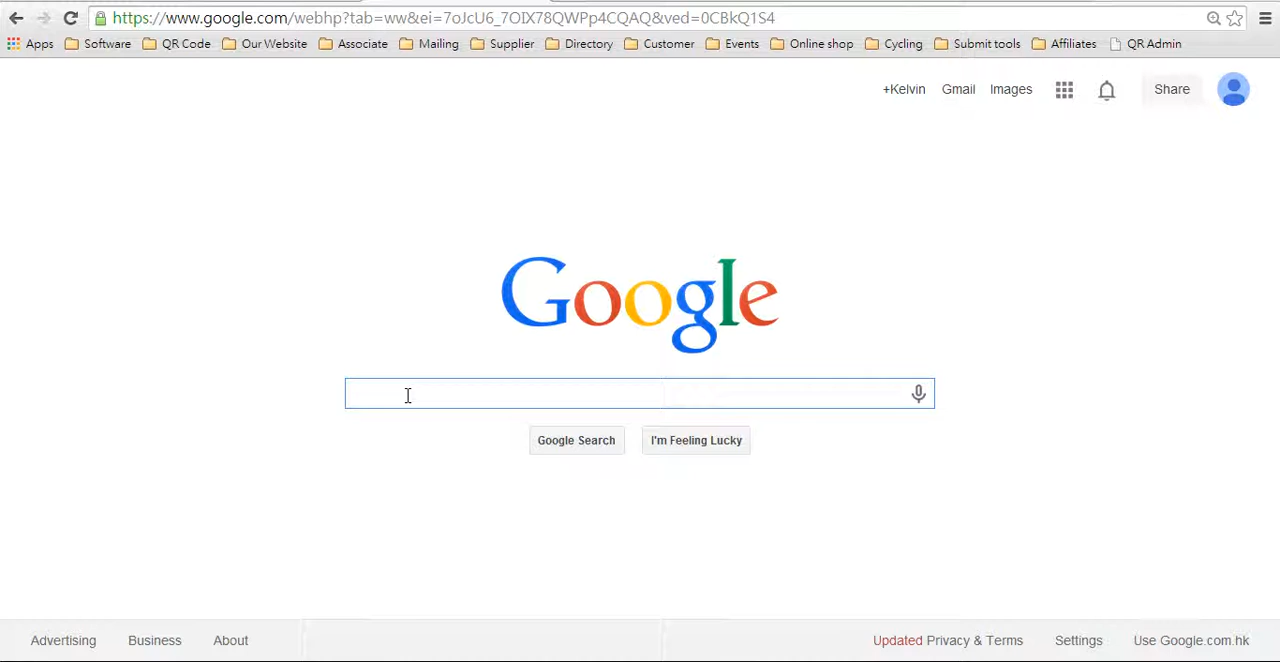 https://www.google.com/webhp?tab=ww&ei=7oJcU6_7OIX78QWPp4CQAQ&ved=0CBkQ1S4
Apps Software QR Code Our Website Associate Mailing Supplier Directory Customer Events Online shop Cycling Submit tools Affiliates QR Admin
+Kelvin Gmail Images Share
Google
Google Search I'm Feeling Lucky
Advertising Business About Updated Privacy & Terms Settings Use Google.com.hk